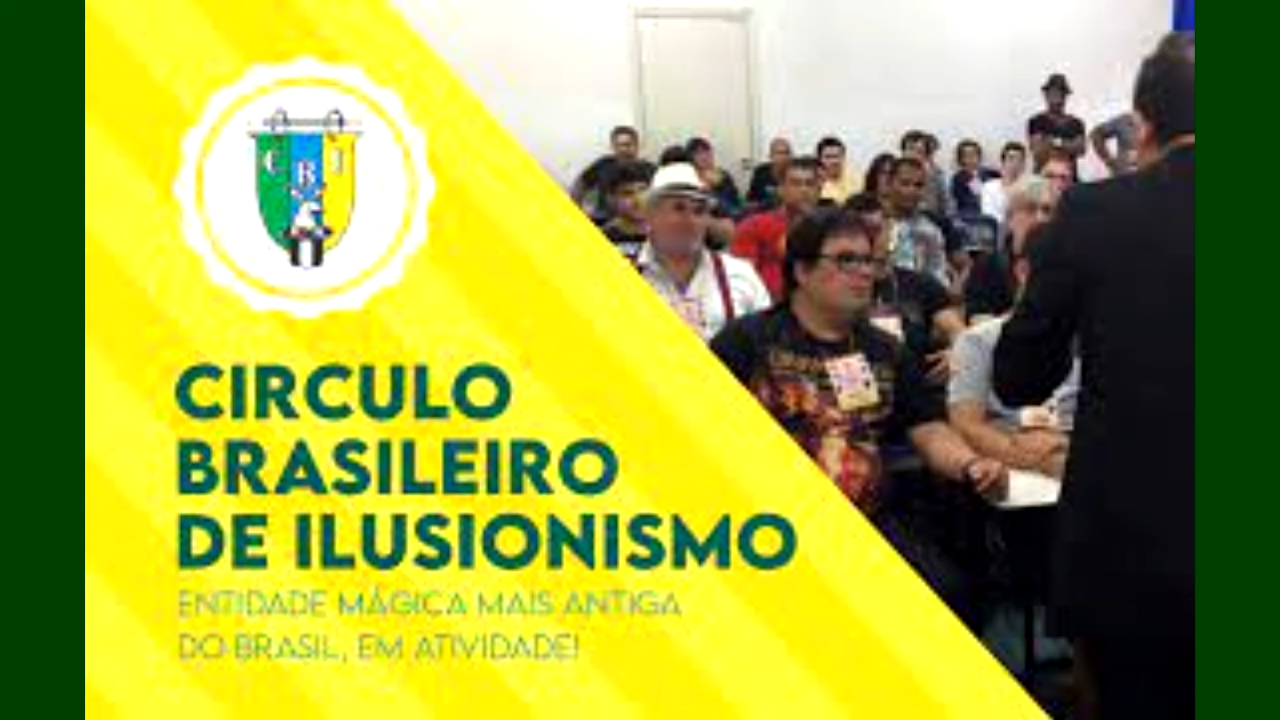 C B I
CIRCULO
BRASILEIRO
DE ILUSIONISMO
ENTIDADE MÁGICA MAIS ANTIGA
DO BRASIL, EM ATIVIDADE!